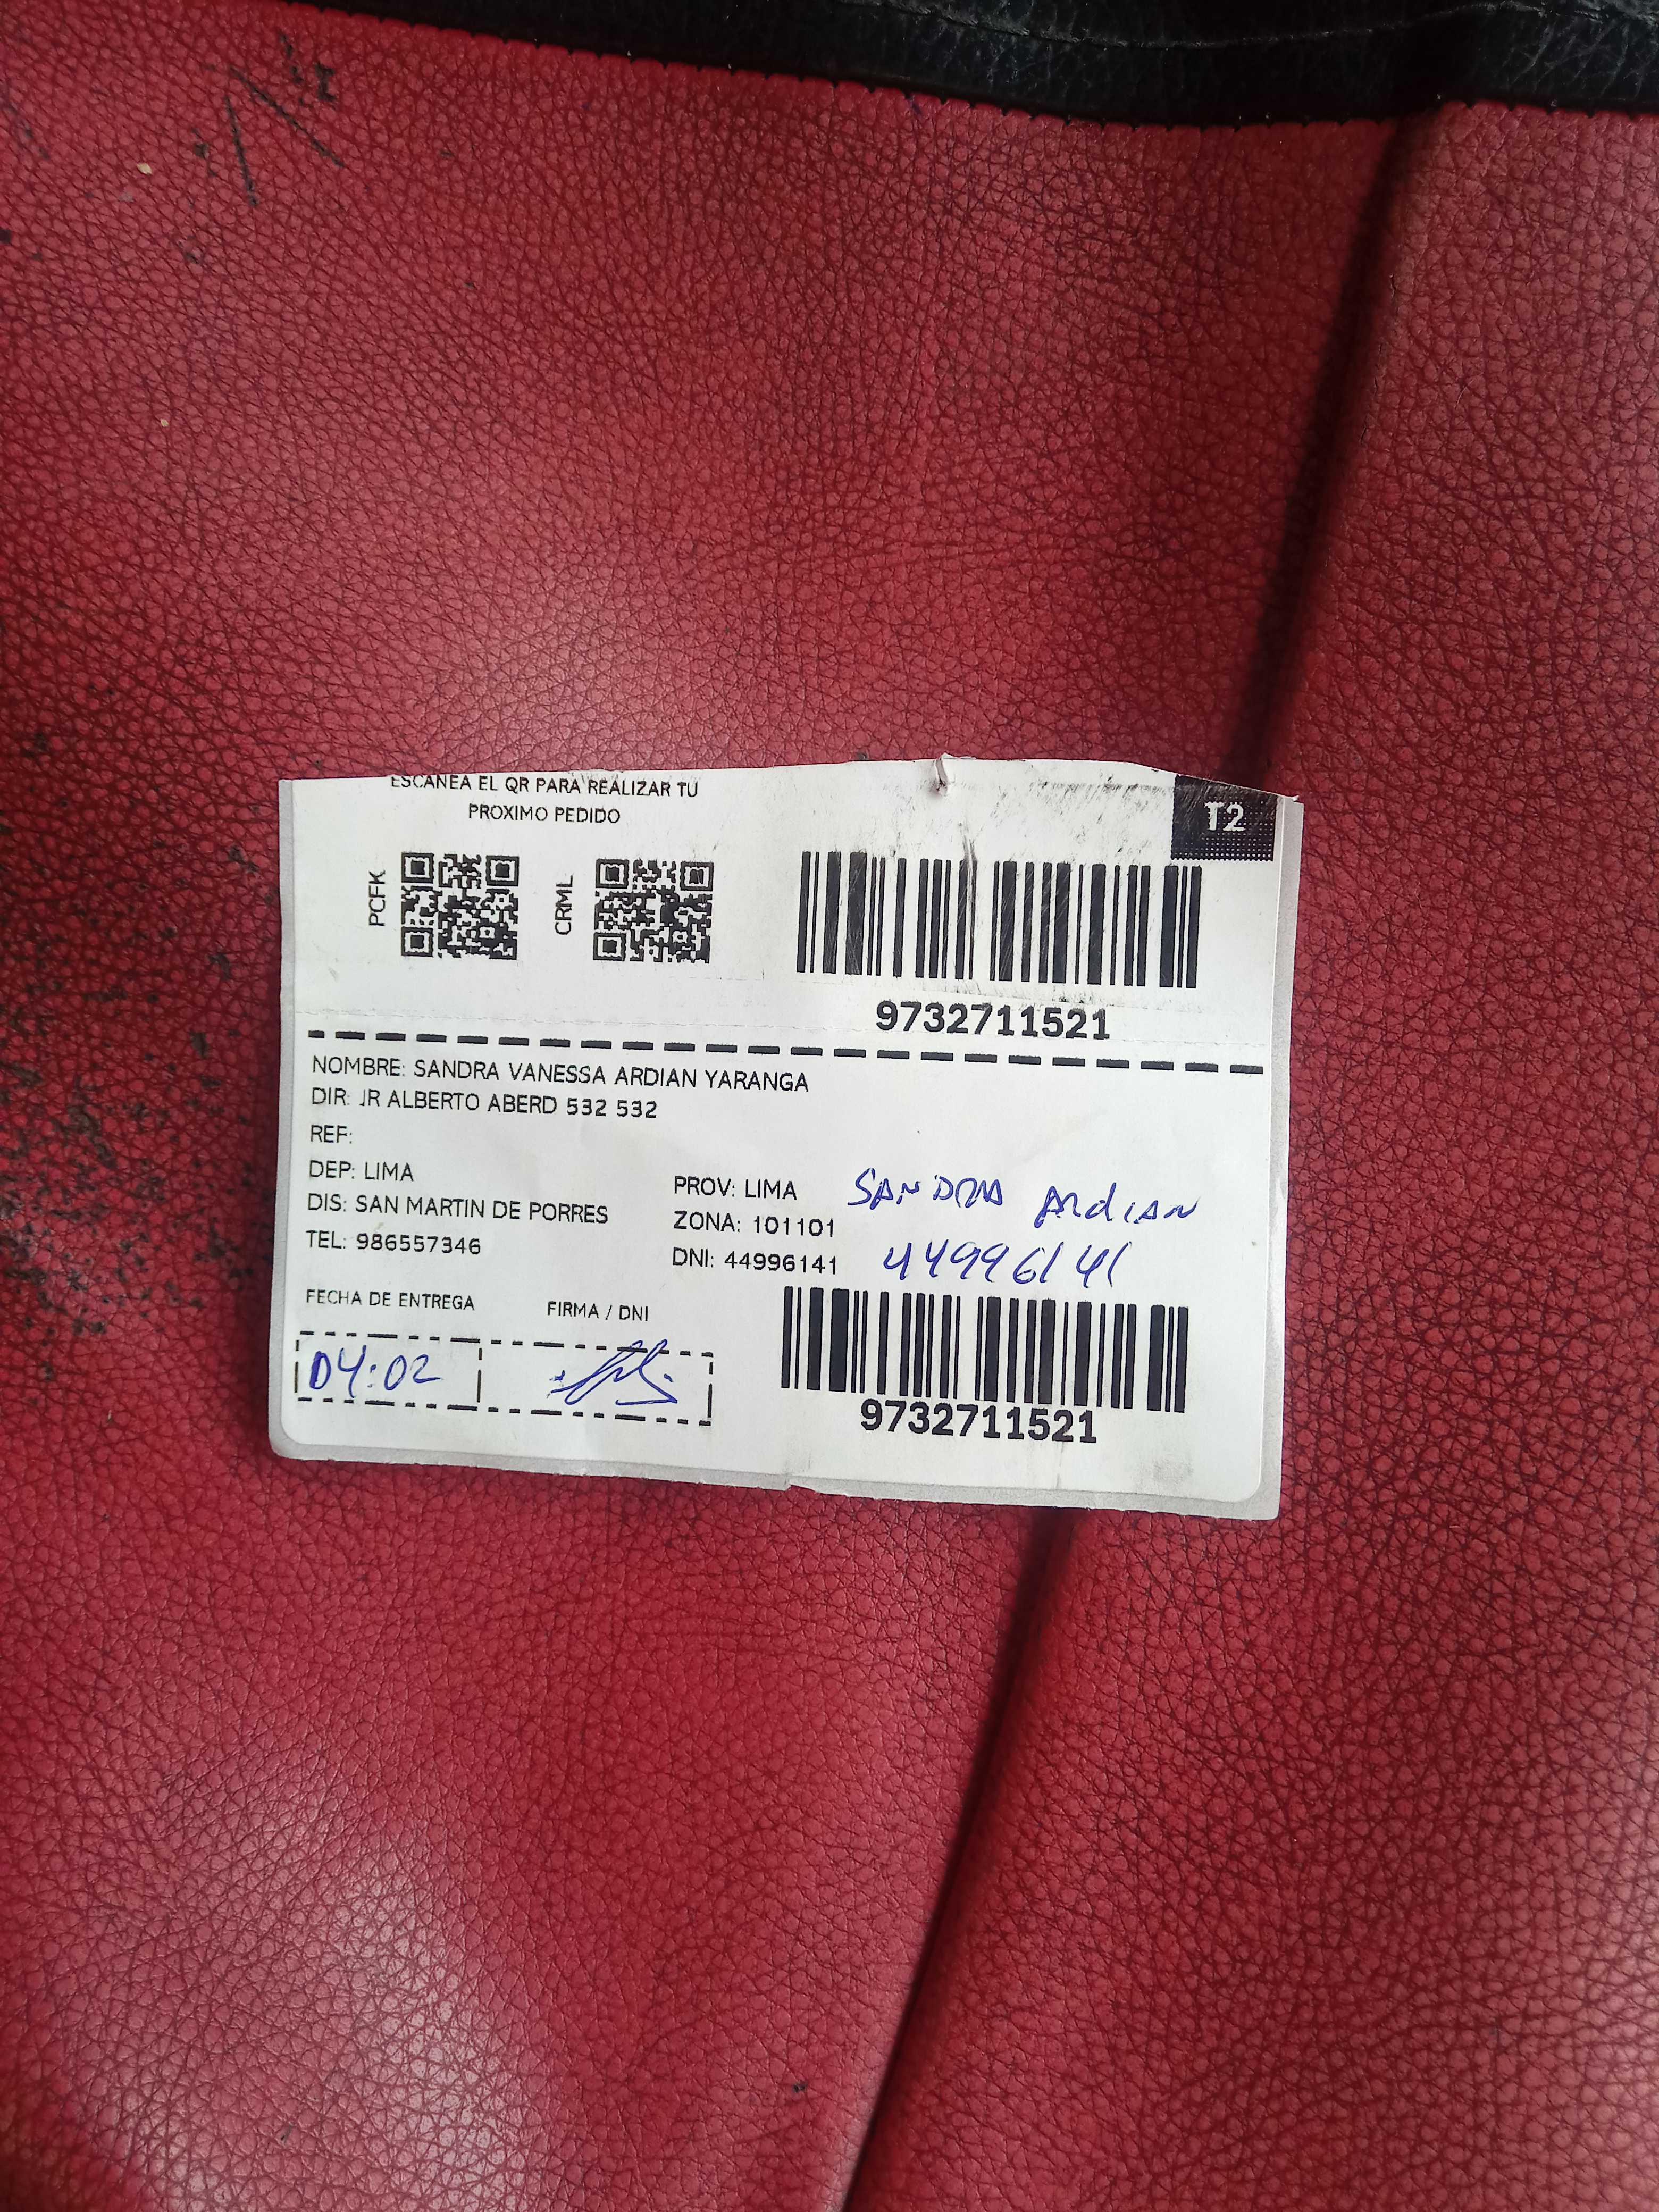 ESCANEA EL QR PARA REALIZAR TU
PROXIMO PEDIDO
T2
PCFK
CRML
9732711521
NOMBRE: SANDRA VANESSA ARDIAN YARANGA
DIR: JR ALBERTO ABERD 532 532
REF:
DEP: LIMA
PROV: LIMA
SANDRA ArdIAN
DIS: SAN MARTIN DE PORRES
ZONA: 101101
TEL: 986557346
DNI: 44996141
44996141
FECHA DE ENTREGA
FIRMA / DNI
04:02
9732711521